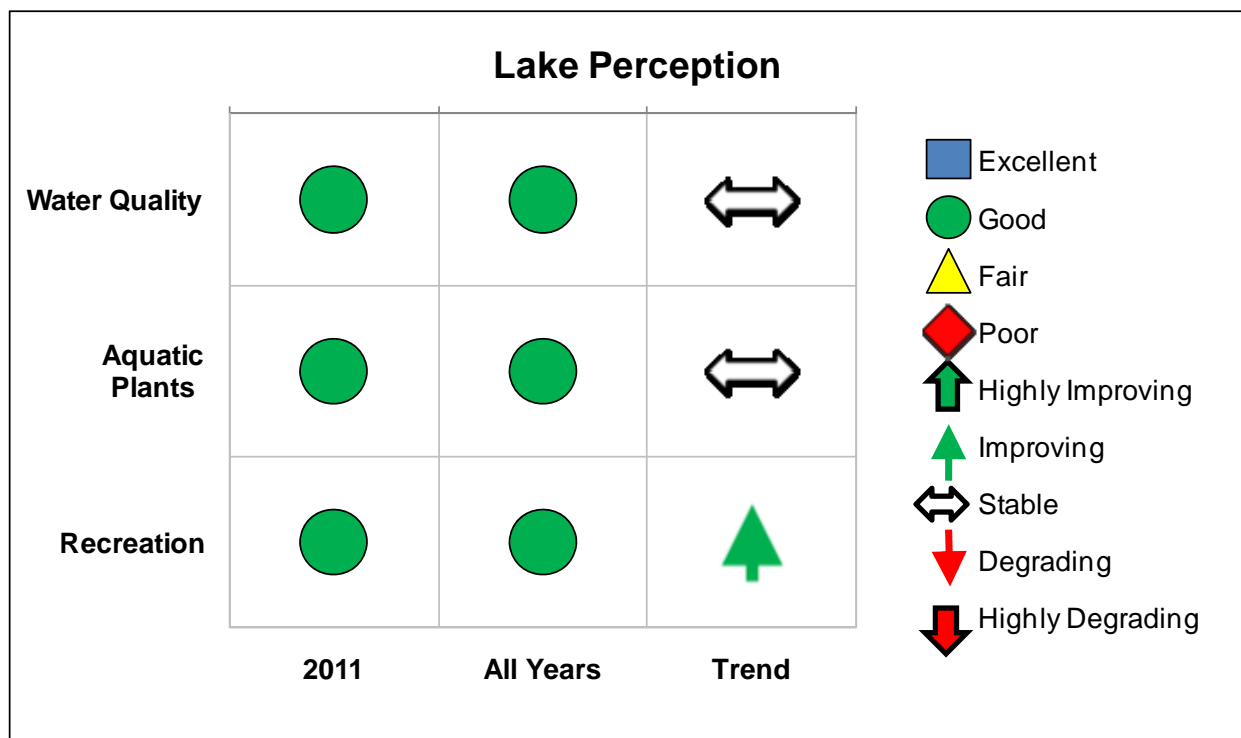 Lake Perception
Water Quality
Aquatic
Plants
Recreation
2011
All Years
Trend
Excellent
Good
Fair
Poor
Highly Improving
Improving
Stable
Degrading
Highly Degrading